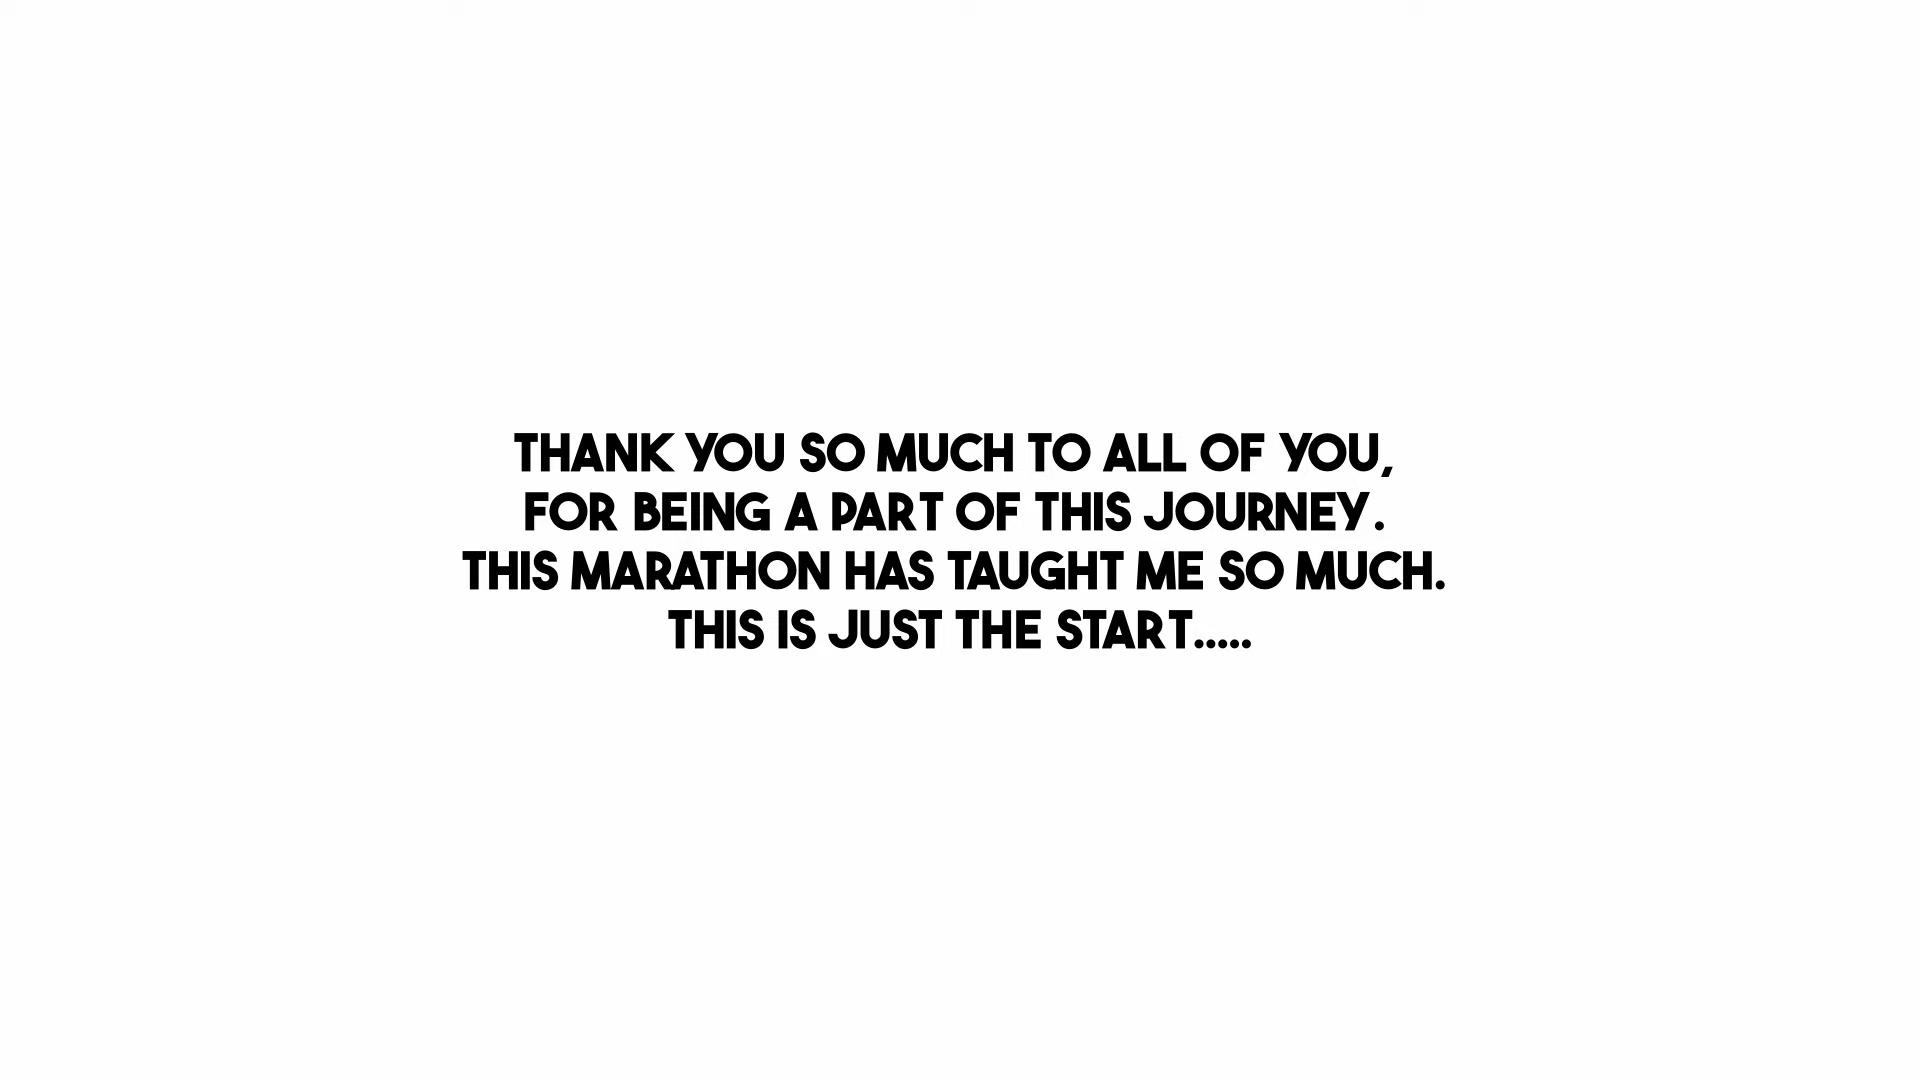 THANK YOU SO MUCH TO ALL OF YOU,
FOR BEING A PART OF THIS JOURNEY.
THIS MARATHON HAS TAUGHT ME SO MUCH.
THIS IS JUST THE START.....